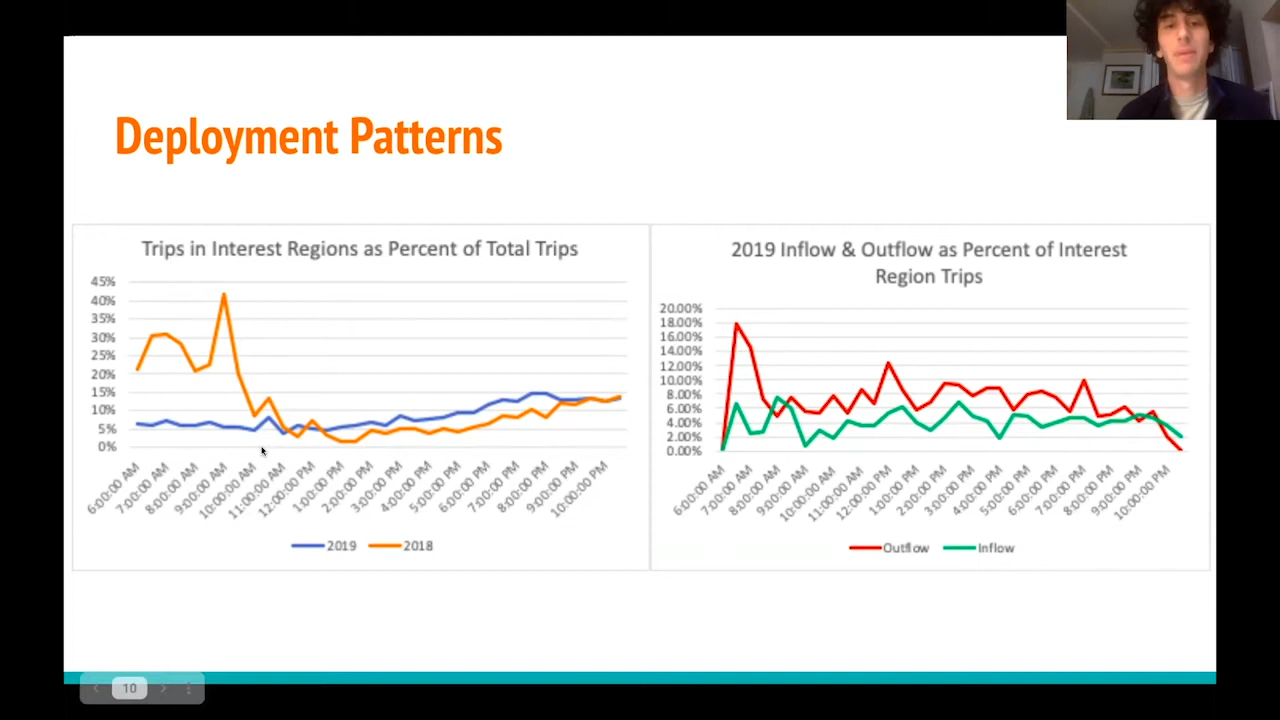 Deployment Patterns
Trips in Interest Regions as Percent of Total Trips
45%
40%
35%
30%
25%
20%
15%
10%
5%
0%
6:00:00 AM
7:00:00 AM
8:00:00 AM
9:00:00 AM
10:00:00 AM
11:00:00 AM
12:00:00 PM
1:00:00 PM
2:00:00 PM
3:00:00 PM
4:00:00 PM
5:00:00 PM
6:00:00 PM
7:00:00 PM
8:00:00 PM
9:00:00 PM
10:00:00 PM
2019 2018
2019 Inflow & Outflow as Percent of Interest
Region Trips
20.00%
18.00%
16.00%
14.00%
12.00%
10.00%
8.00%
6.00%
4.00%
2.00%
0.00%
6:00:00 AM
7:00:00 AM
8:00:00 AM
9:00:00 AM
10:00:00 AM
11:00:00 AM
12:00:00 PM
1:00:00 PM
2:00:00 PM
3:00:00 PM
4:00:00 PM
5:00:00 PM
6:00:00 PM
7:00:00 PM
8:00:00 PM
9:00:00 PM
10:00:00 PM
Outflow Inflow
10